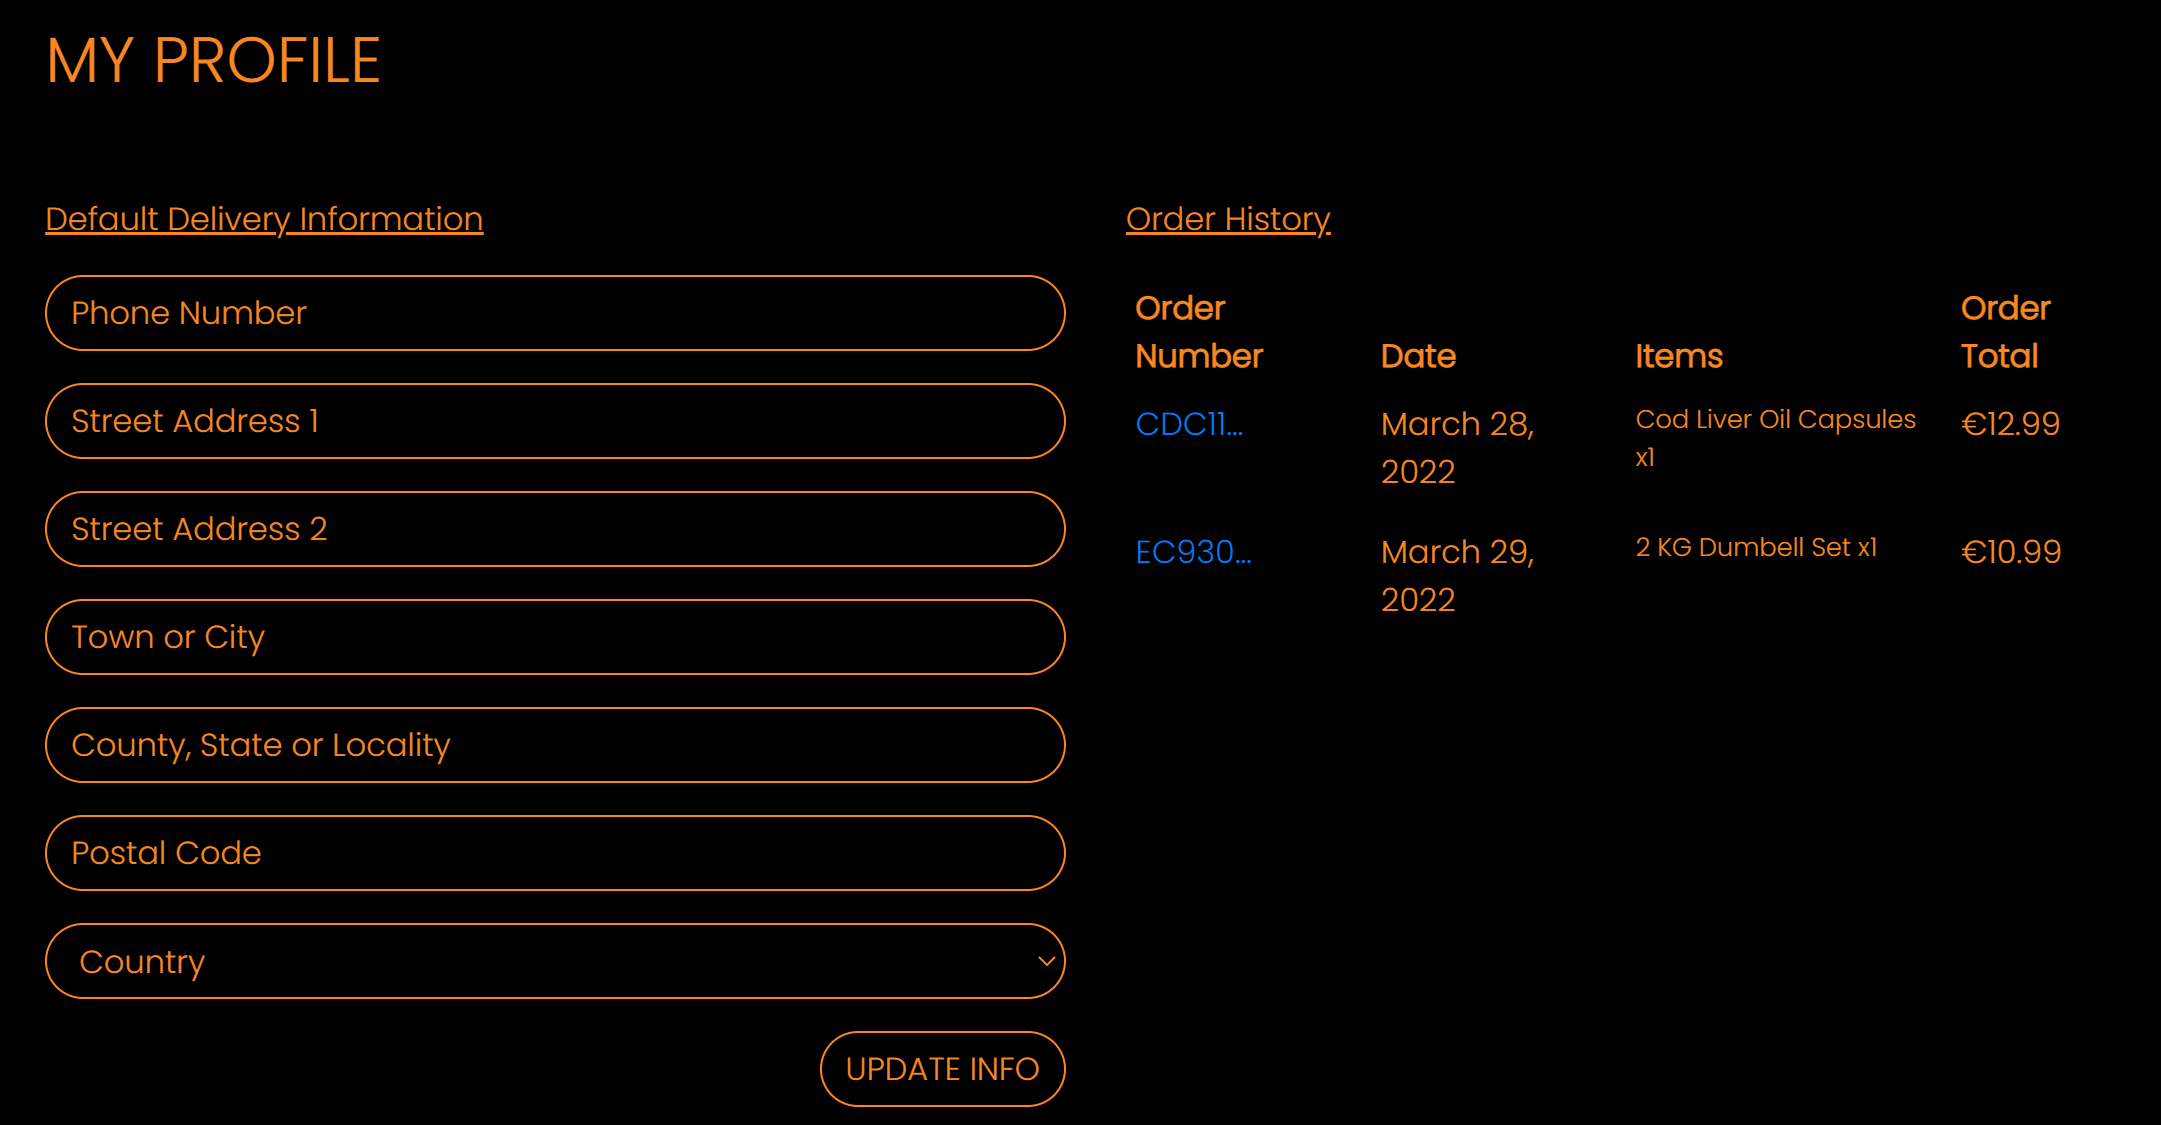 MY PROFILE
Default Delivery Information
Phone Number
Street Address 1
Street Address 2
Town or City
County, State or Locality
Postal Code
Country
UPDATE INFO
Order History
Order Number Date Items Order Total
CDC11... March 28, 2022 Cod Liver Oil Capsules x1 €12.99
EC930... March 29, 2022 2 KG Dumbell Set x1 €10.99